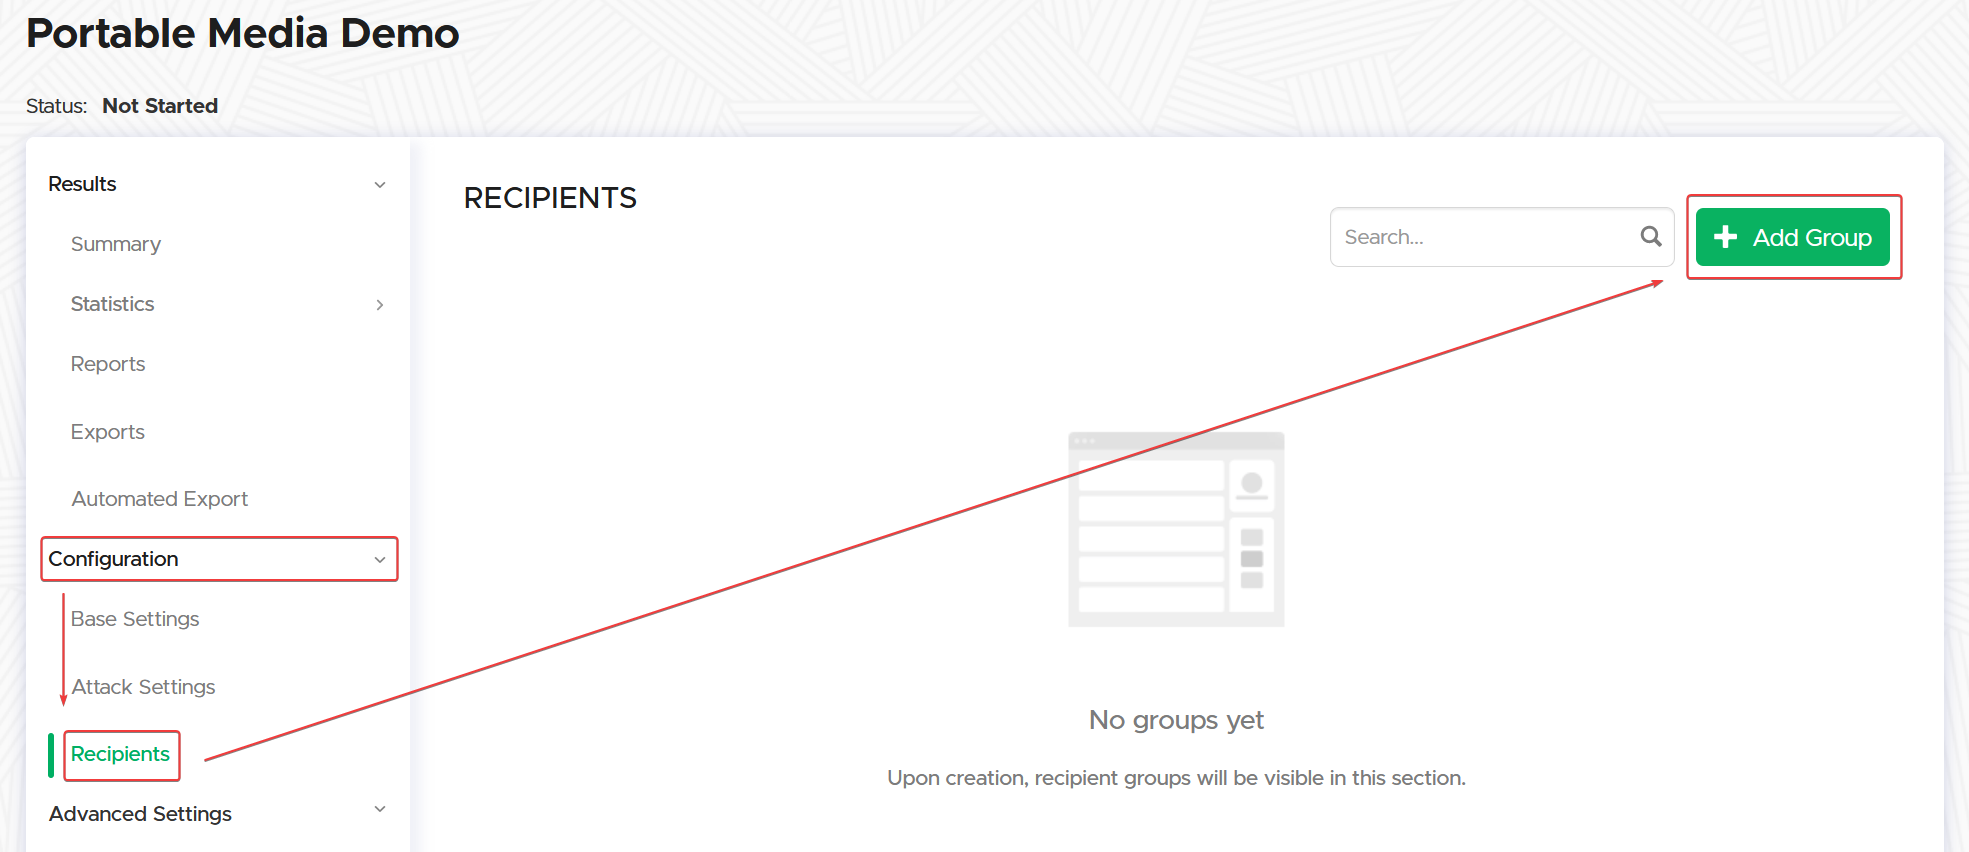 Portable Media Demo
Status: Not Started
Results
Summary
Statistics
Reports
Exports
Automated Export
Configuration
Base Settings
Attack Settings
Recipients
Advanced Settings
RECIPIENTS
Search...
Add Group
No groups yet
Upon creation, recipient groups will be visible in this section.